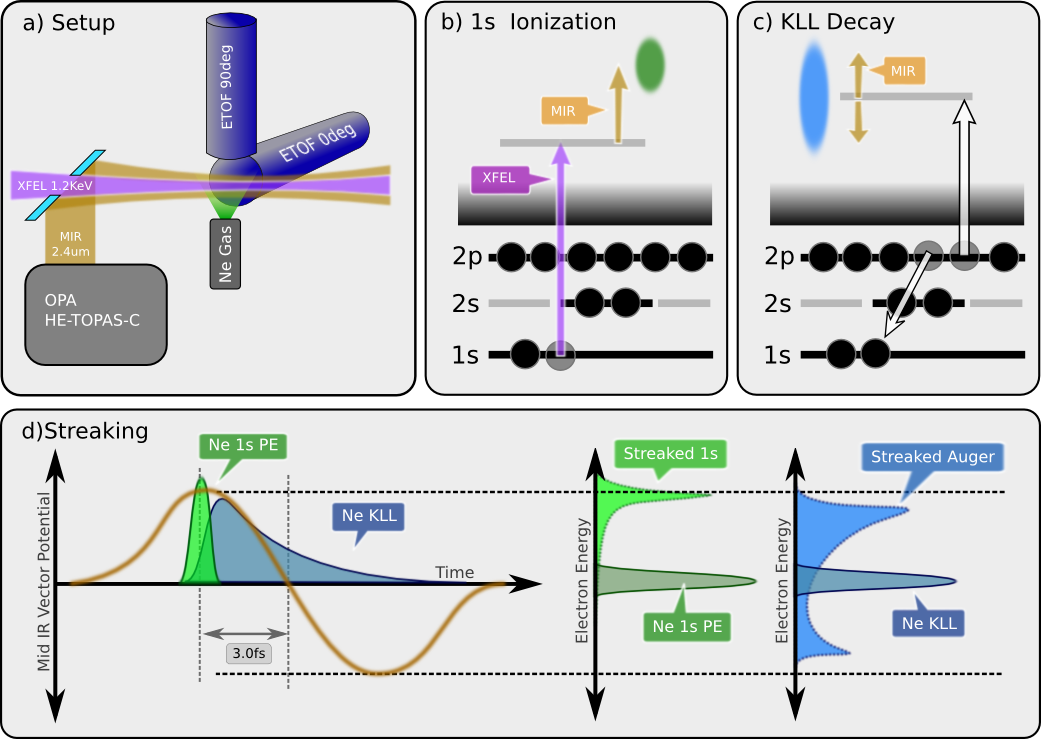 a) Setup
ETOF 90deg
ETOF 0deg
XFEL 1.2KeV
MIR
2.4um
Ne Gas
OPA
HE-TOPAS-C
b) 1s Ionization
MIR
XFEL
2p
2s
1s
c) KLL Decay
MIR
2p
2s
1s
d)Streaking
Mid IR Vector Potential
Ne 1s PE
Ne KLL
Time
3.0fs
Electron Energy
Streaked 1s
Ne 1s PE
Electron Energy
Streaked Auger
Ne KLL